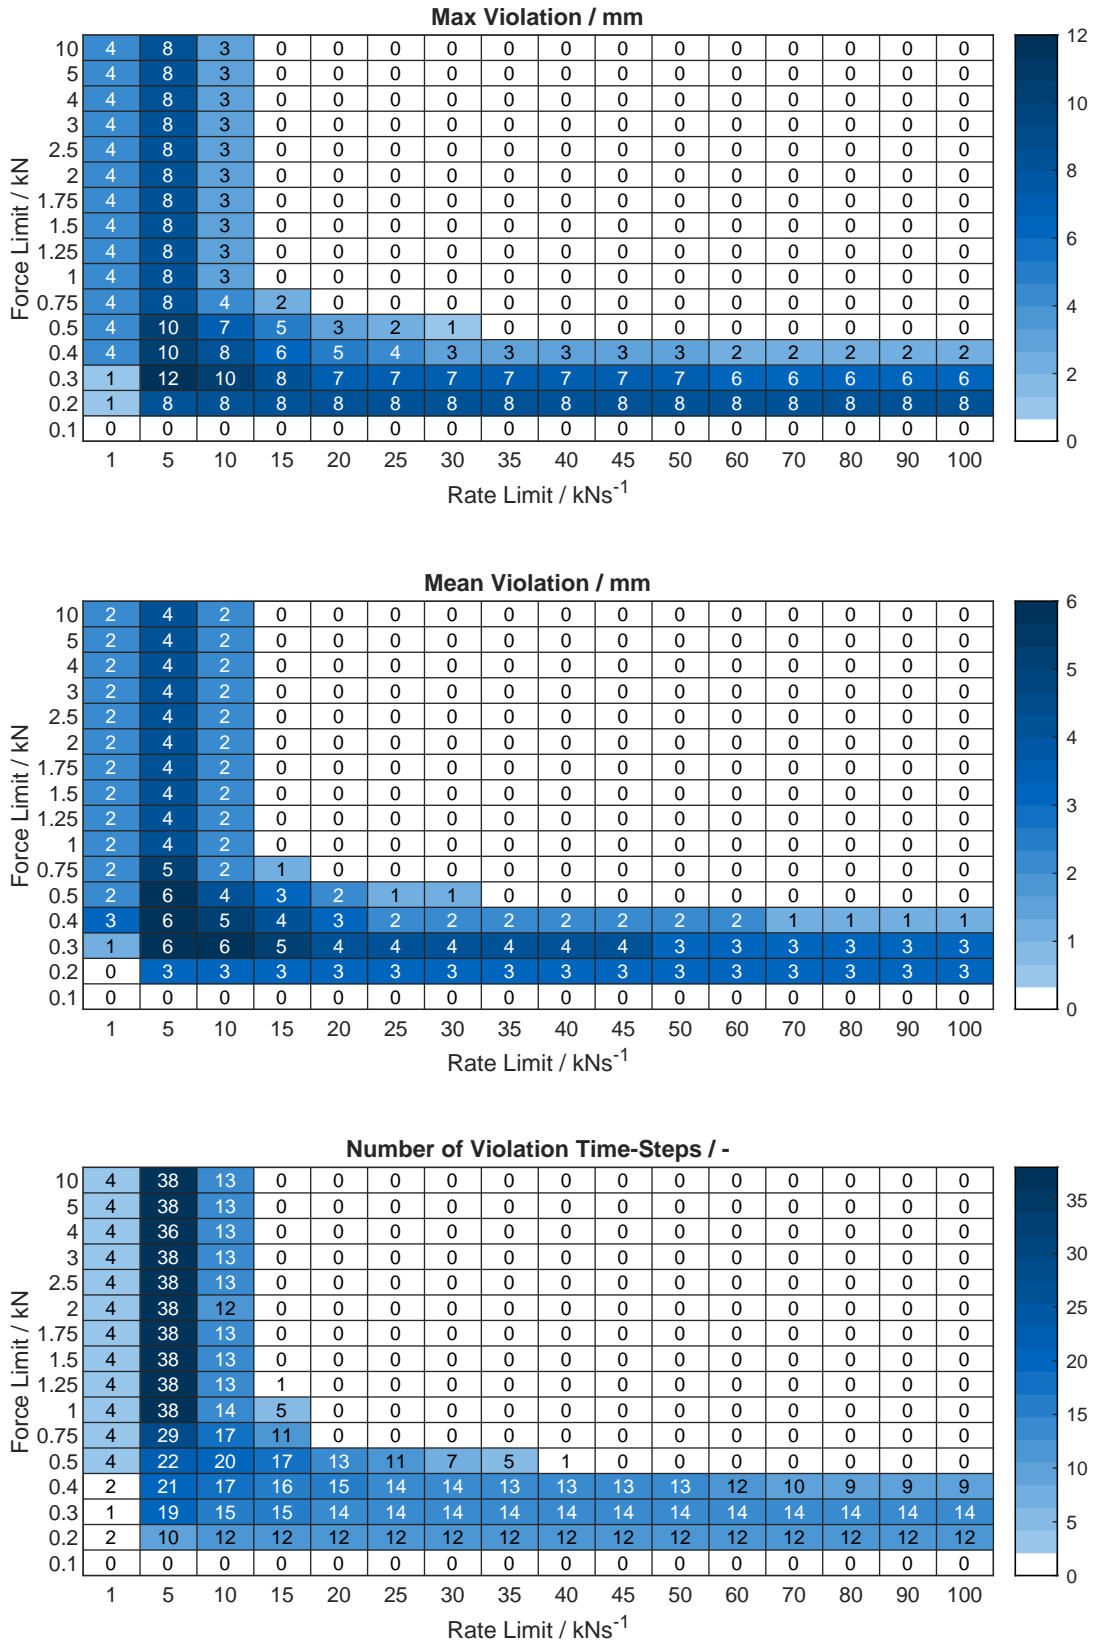 Max Violation / mm
Force Limit / kN
10 4 8 3 0 0 0 0 0 0 0 0 0 0 0 0 0
5 4 8 3 0 0 0 0 0 0 0 0 0 0 0 0 0
4 4 8 3 0 0 0 0 0 0 0 0 0 0 0 0 0
3 4 8 3 0 0 0 0 0 0 0 0 0 0 0 0 0
2.5 4 8 3 0 0 0 0 0 0 0 0 0 0 0 0 0
2 4 8 3 0 0 0 0 0 0 0 0 0 0 0 0 0
1.75 4 8 3 0 0 0 0 0 0 0 0 0 0 0 0 0
1.5 4 8 3 0 0 0 0 0 0 0 0 0 0 0 0 0
1.25 4 8 3 0 0 0 0 0 0 0 0 0 0 0 0 0
1 4 8 3 0 0 0 0 0 0 0 0 0 0 0 0 0
0.75 4 8 4 2 0 0 0 0 0 0 0 0 0 0 0 0
0.5 4 10 7 5 3 2 1 0 0 0 0 0 0 0 0 0
0.4 4 10 8 6 5 4 3 3 3 3 3 2 2 2 2 2
0.3 1 12 10 8 7 7 7 7 7 7 7 6 6 6 6 6
0.2 1 8 8 8 8 8 8 8 8 8 8 8 8 8 8 8
0.1 0 0 0 0 0 0 0 0 0 0 0 0 0 0 0 0
1 5 10 15 20 25 30 35 40 45 50 60 70 80 90 100
Rate Limit / kNs⁻¹
12
10
8
6
4
2
0
Mean Violation / mm
Force Limit / kN
10 2 4 2 0 0 0 0 0 0 0 0 0 0 0 0 0
5 2 4 2 0 0 0 0 0 0 0 0 0 0 0 0 0
4 2 4 2 0 0 0 0 0 0 0 0 0 0 0 0 0
3 2 4 2 0 0 0 0 0 0 0 0 0 0 0 0 0
2.5 2 4 2 0 0 0 0 0 0 0 0 0 0 0 0 0
2 2 4 2 0 0 0 0 0 0 0 0 0 0 0 0 0
1.75 2 4 2 0 0 0 0 0 0 0 0 0 0 0 0 0
1.5 2 4 2 0 0 0 0 0 0 0 0 0 0 0 0 0
1.25 2 4 2 0 0 0 0 0 0 0 0 0 0 0 0 0
1 2 4 2 0 0 0 0 0 0 0 0 0 0 0 0 0
0.75 2 5 2 1 0 0 0 0 0 0 0 0 0 0 0 0
0.5 2 6 4 3 2 1 1 0 0 0 0 0 0 0 0 0
0.4 3 6 5 4 3 2 2 2 2 2 2 2 1 1 1 1
0.3 1 6 6 5 4 4 4 4 4 4 3 3 3 3 3 3
0.2 0 3 3 3 3 3 3 3 3 3 3 3 3 3 3 3
0.1 0 0 0 0 0 0 0 0 0 0 0 0 0 0 0 0
1 5 10 15 20 25 30 35 40 45 50 60 70 80 90 100
Rate Limit / kNs⁻¹
6
5
4
3
2
1
0
Number of Violation Time-Steps / -
Force Limit / kN
10 4 38 13 0 0 0 0 0 0 0 0 0 0 0 0 0
5 4 38 13 0 0 0 0 0 0 0 0 0 0 0 0 0
4 4 36 13 0 0 0 0 0 0 0 0 0 0 0 0 0
3 4 38 13 0 0 0 0 0 0 0 0 0 0 0 0 0
2.5 4 38 13 0 0 0 0 0 0 0 0 0 0 0 0 0
2 4 38 12 0 0 0 0 0 0 0 0 0 0 0 0 0
1.75 4 38 13 0 0 0 0 0 0 0 0 0 0 0 0 0
1.5 4 38 13 0 0 0 0 0 0 0 0 0 0 0 0 0
1.25 4 38 13 1 0 0 0 0 0 0 0 0 0 0 0 0
1 4 38 14 5 0 0 0 0 0 0 0 0 0 0 0 0
0.75 4 29 17 11 0 0 0 0 0 0 0 0 0 0 0 0
0.5 4 22 20 17 13 11 7 5 1 0 0 0 0 0 0 0
0.4 2 21 17 16 15 14 14 13 13 13 13 12 10 9 9 9
0.3 1 19 15 15 14 14 14 14 14 14 14 14 14 14 14 14
0.2 2 10 12 12 12 12 12 12 12 12 12 12 12 12 12 12
0.1 0 0 0 0 0 0 0 0 0 0 0 0 0 0 0 0
1 5 10 15 20 25 30 35 40 45 50 60 70 80 90 100
Rate Limit / kNs⁻¹
35
30
25
20
15
10
5
0